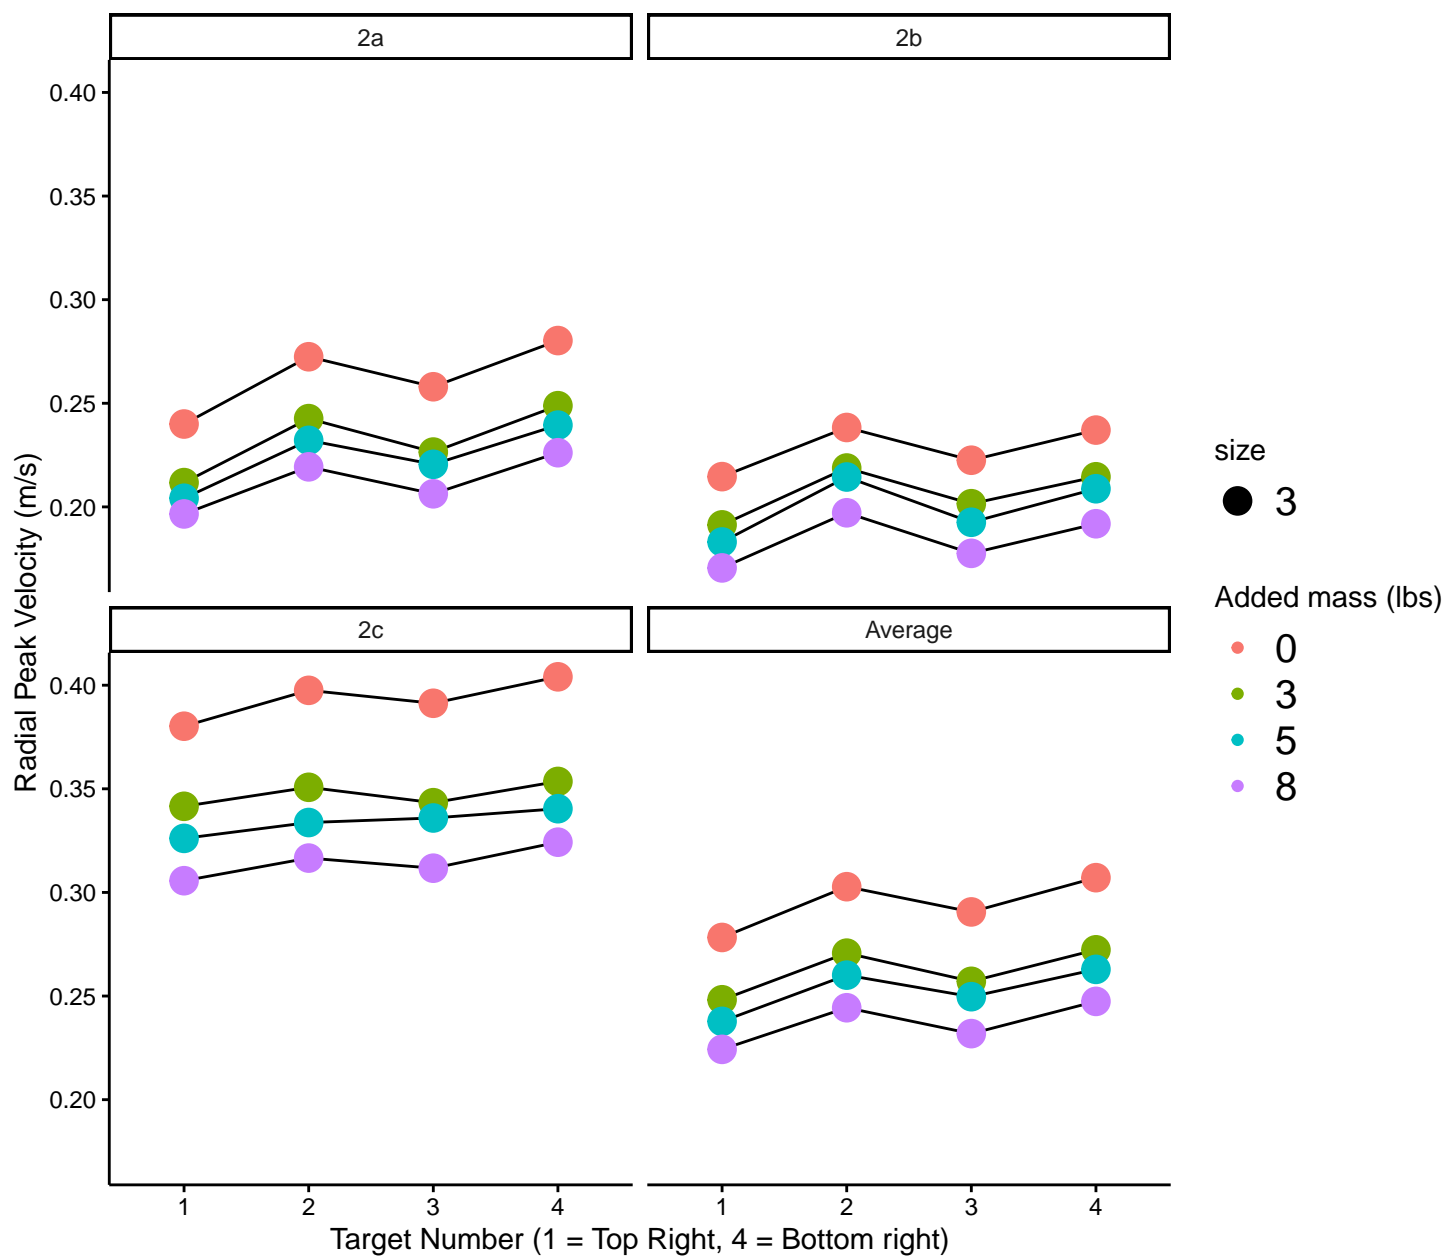 2a
2b
0.40
0.35
0.30
0.25
0.20
2c
Average
0.40
0.35
0.30
0.25
0.20
1 2 3 4
1 2 3 4
Radial Peak Velocity (m/s)
Target Number (1 = Top Right, 4 = Bottom right)
size
3
Added mass (lbs)
0
3
5
8